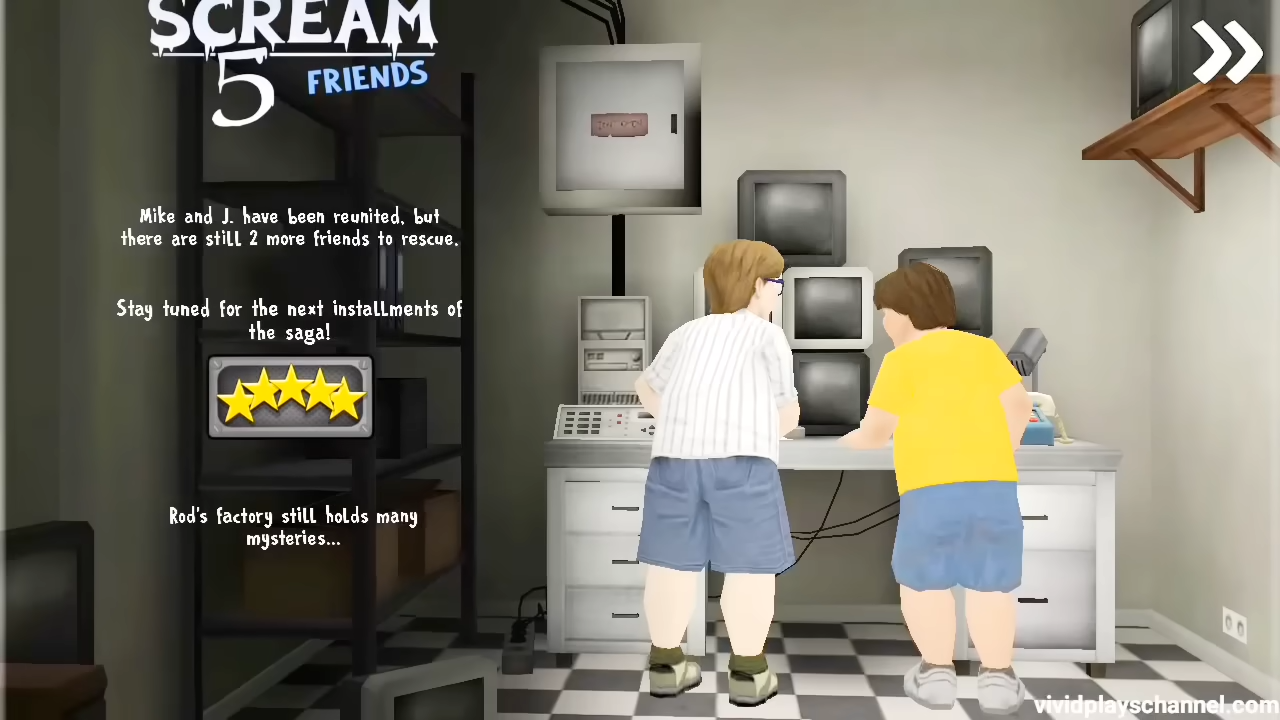 SCREAM
5 FRIENDS
Mike and J. have been reunited, but
there are still 2 more friends to rescue.
Stay tuned for the next installments of
the saga!
Rod's factory still holds many
mysteries...
vividplayschannel.com